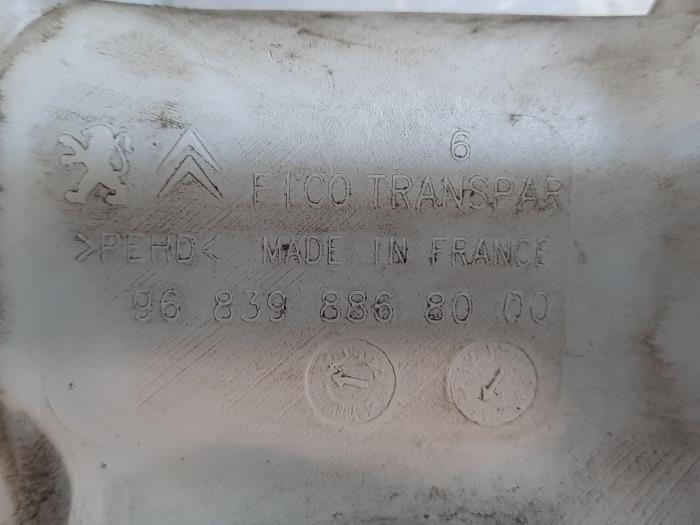 6
FICO TRANSPAR
>PEHD< MADE IN FRANCE
96 839 886 80 00